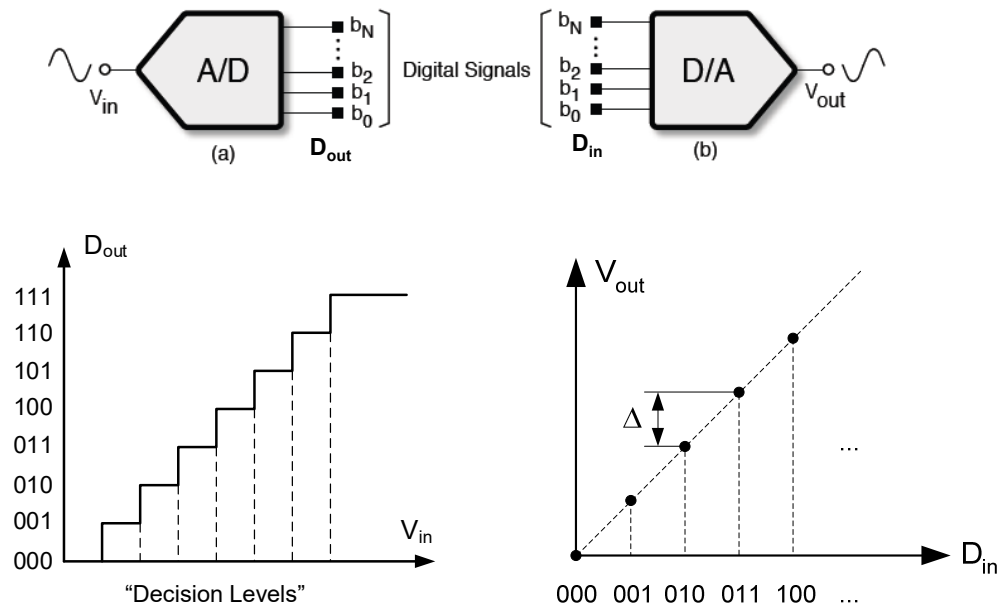 b_N
b_2
b_1
b_0
A/D
V_in
D_out
(a)
Digital Signals
b_N
b_2
b_1
b_0
D/A
V_out
D_in
(b)
D_out
111
110
101
100
011
010
001
000
V_in
“Decision Levels”
V_out
Δ
...
D_in
000 001 010 011 100 ...